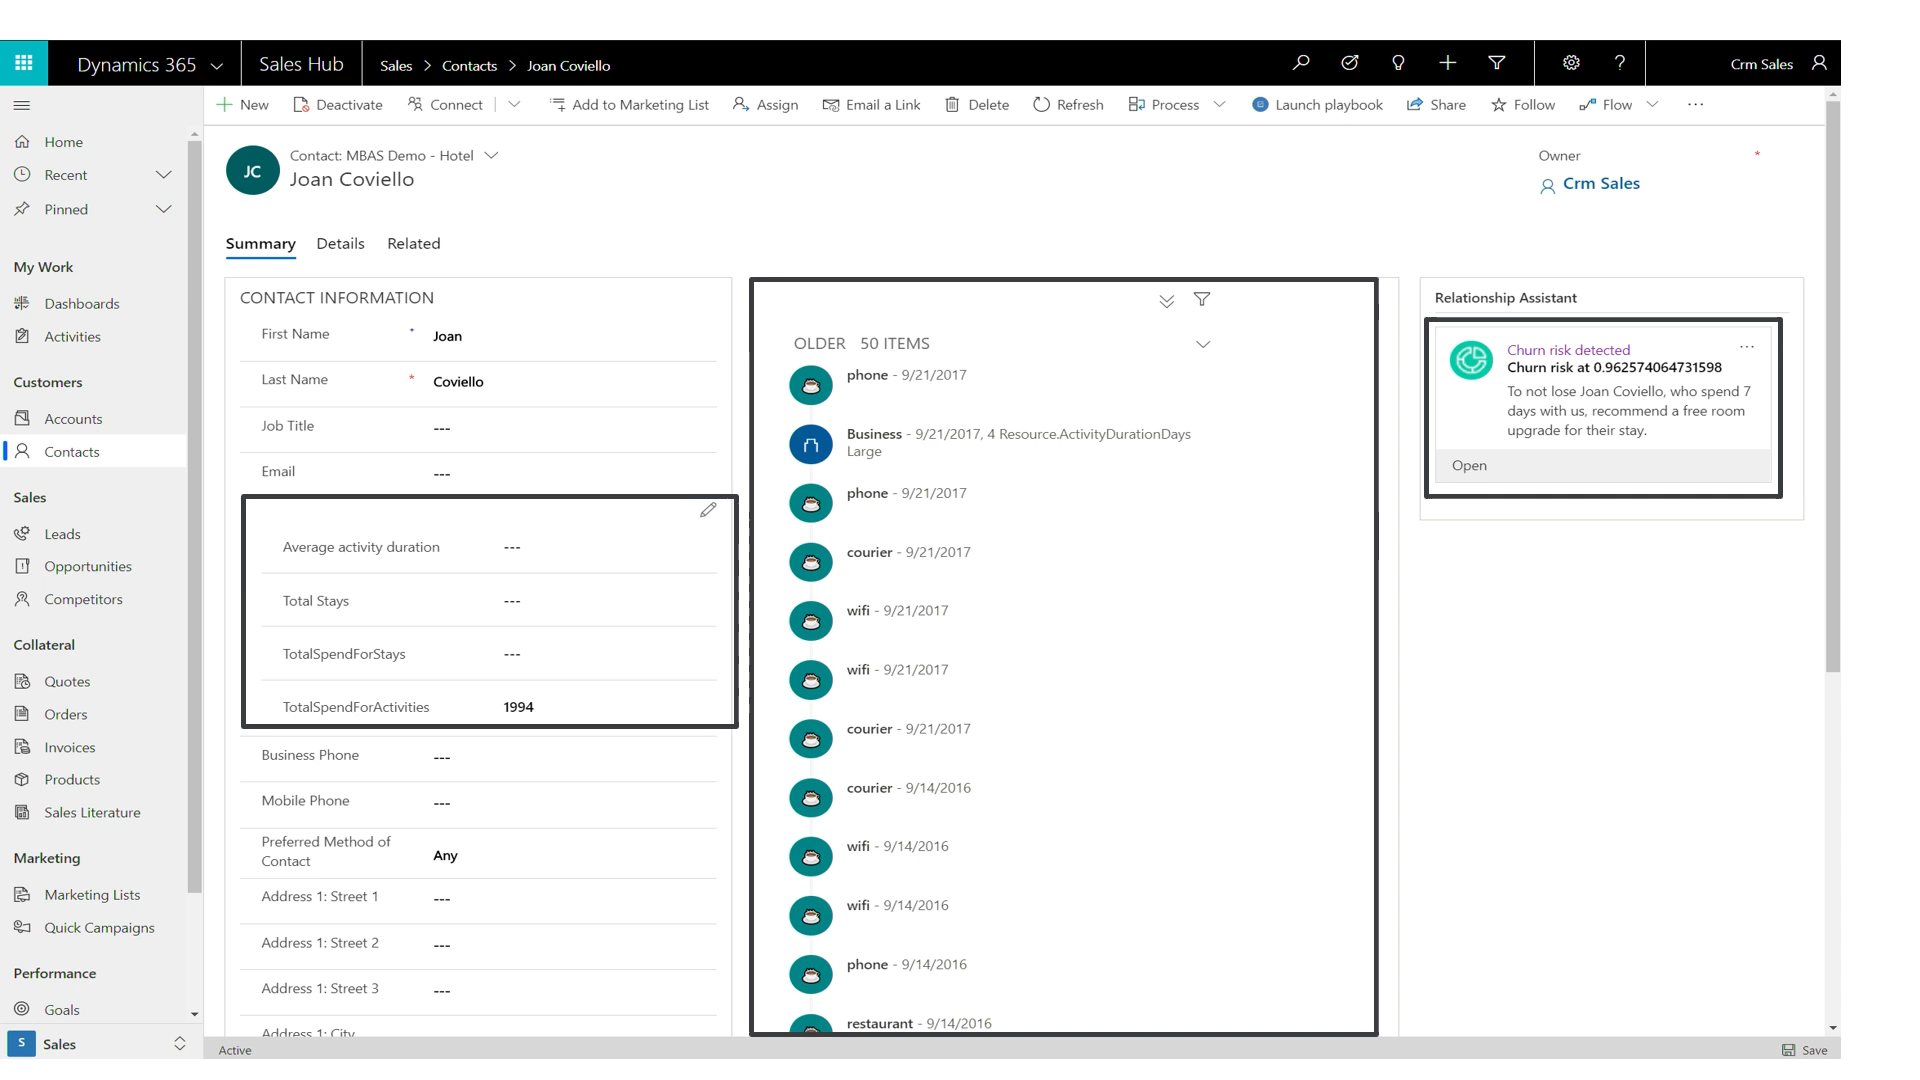 Dynamics 365
Sales Hub
Sales > Contacts > Joan Coviello
Crm Sales
New
Deactivate
Connect
Add to Marketing List
Assign
Email a Link
Delete
Refresh
Process
Launch playbook
Share
Follow
Flow
Home
Recent
Pinned
My Work
Dashboards
Activities
Customers
Accounts
Contacts
Sales
Leads
Opportunities
Competitors
Collateral
Quotes
Orders
Invoices
Products
Sales Literature
Marketing
Marketing Lists
Quick Campaigns
Performance
Goals
S Sales
JC
Contact: MBAS Demo - Hotel
Joan Coviello
Owner *
Crm Sales
Summary
Details
Related
CONTACT INFORMATION
First Name * Joan
Last Name * Coviello
Job Title ---
Email ---
Average activity duration ---
Total Stays ---
TotalSpendForStays ---
TotalSpendForActivities 1994
Business Phone ---
Mobile Phone ---
Preferred Method of
Contact Any
Address 1: Street 1 ---
Address 1: Street 2 ---
Address 1: Street 3 ---
Address 1: City
OLDER 50 ITEMS
phone - 9/21/2017
Business - 9/21/2017, 4 Resource.ActivityDurationDays
Large
phone - 9/21/2017
courier - 9/21/2017
wifi - 9/21/2017
wifi - 9/21/2017
courier - 9/21/2017
courier - 9/14/2016
wifi - 9/14/2016
wifi - 9/14/2016
phone - 9/14/2016
restaurant - 9/14/2016
Relationship Assistant
Churn risk detected
Churn risk at 0.962574064731598
To not lose Joan Coviello, who spend 7
days with us, recommend a free room
upgrade for their stay.
Open
Active
Save